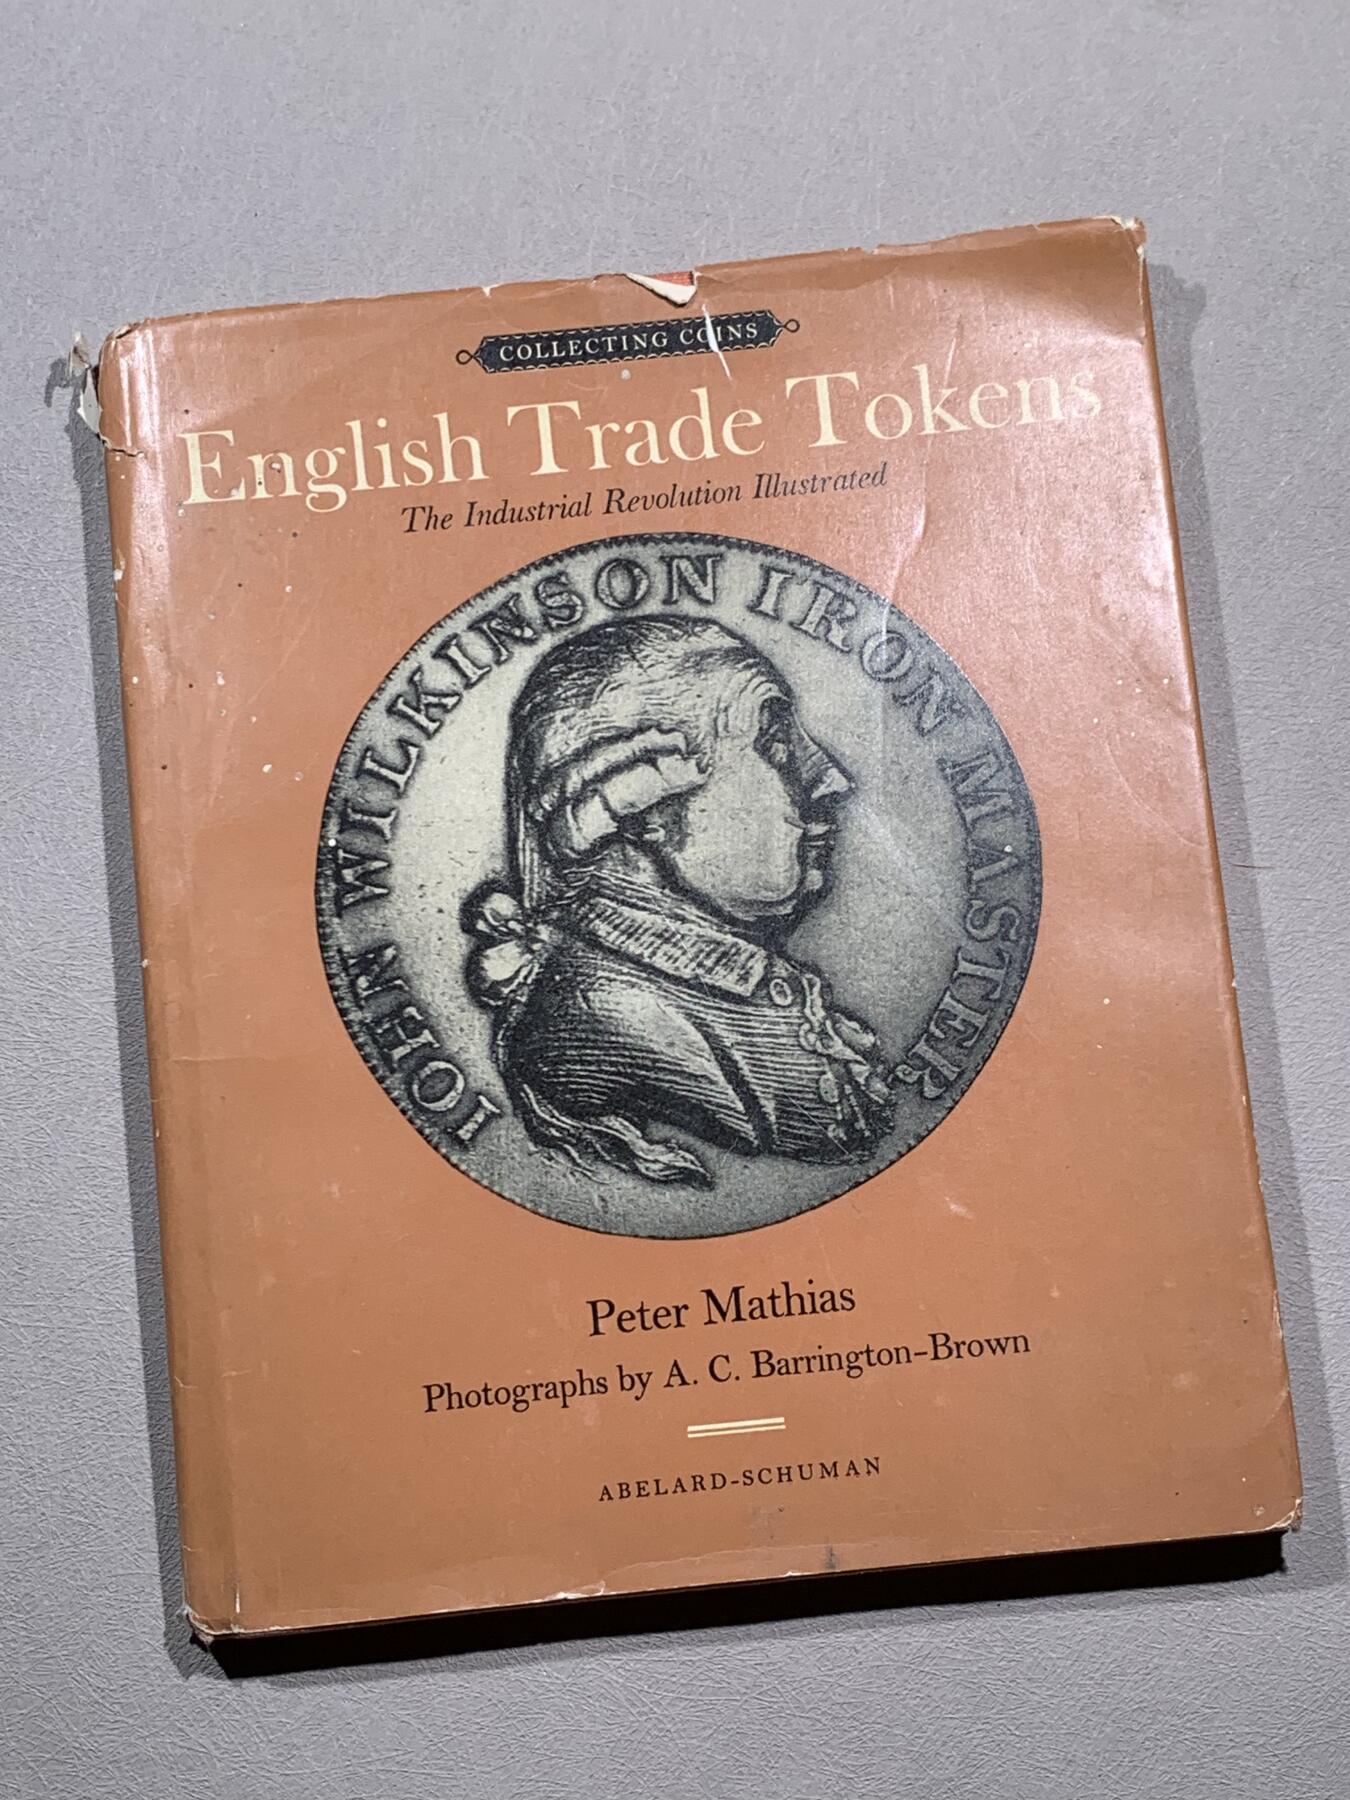 COLLECTING COINS
English Trade Tokens
The Industrial Revolution Illustrated
IOHN WILKINSON IRON MASTER
Peter Mathias
Photographs by A. C. Barrington-Brown
ABELARD-SCHUMAN